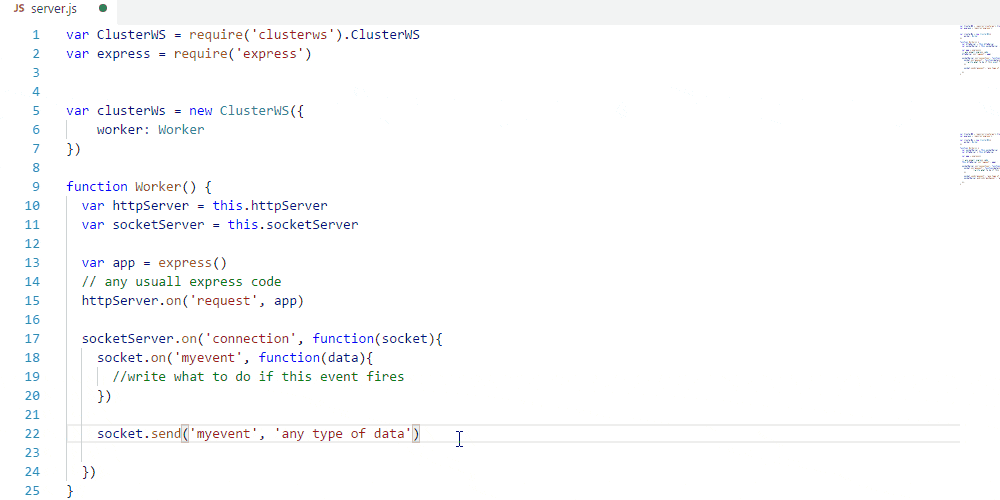 JS server.js
1 var ClusterWS = require('clusterws').ClusterWS
2 var express = require('express')
3
4
5 var clusterWs = new ClusterWS({
6 worker: Worker
7 })
8
9 function Worker() {
10 var httpServer = this.httpServer
11 var socketServer = this.socketServer
12
13 var app = express()
14 // any usuall express code
15 httpServer.on('request', app)
16
17 socketServer.on('connection', function(socket){
18 socket.on('myevent', function(data){
19 //write what to do if this event fires
20 })
21
22 socket.send('myevent', 'any type of data')
23
24 })
25 }